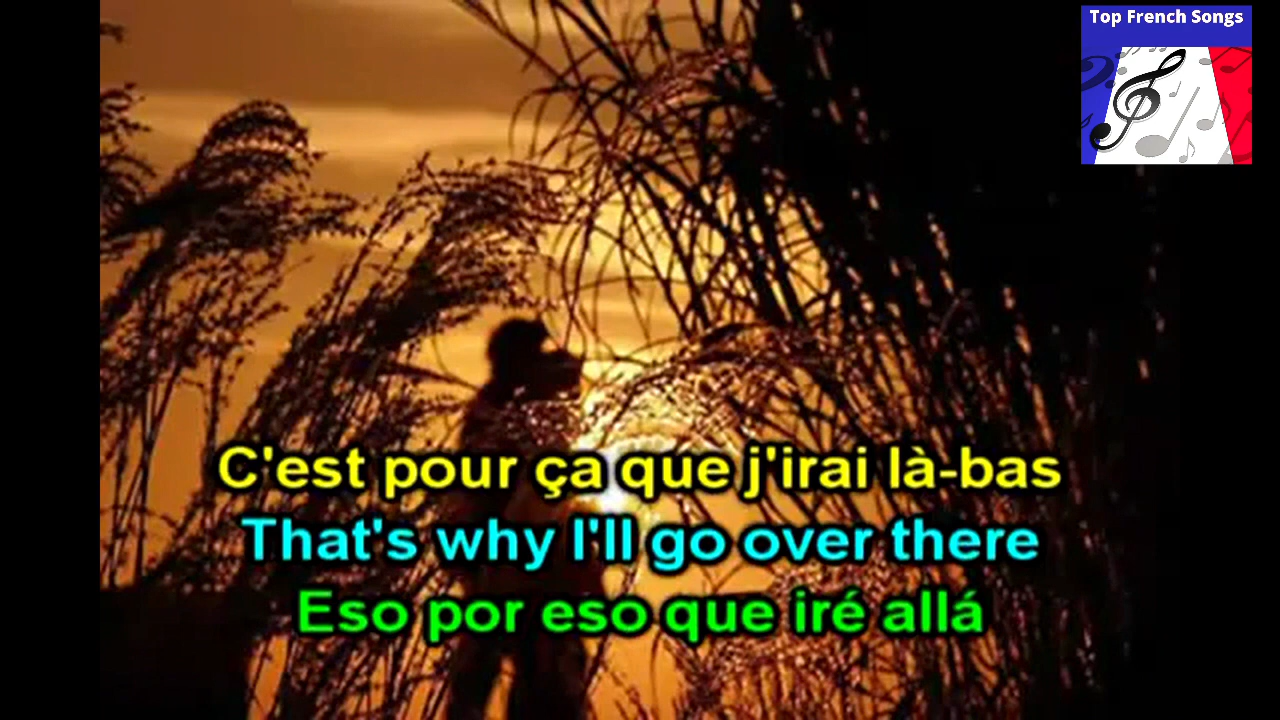 Top French Songs
C'est pour ça que j'irai là-bas
That's why I'll go over there
Eso por eso que iré allá